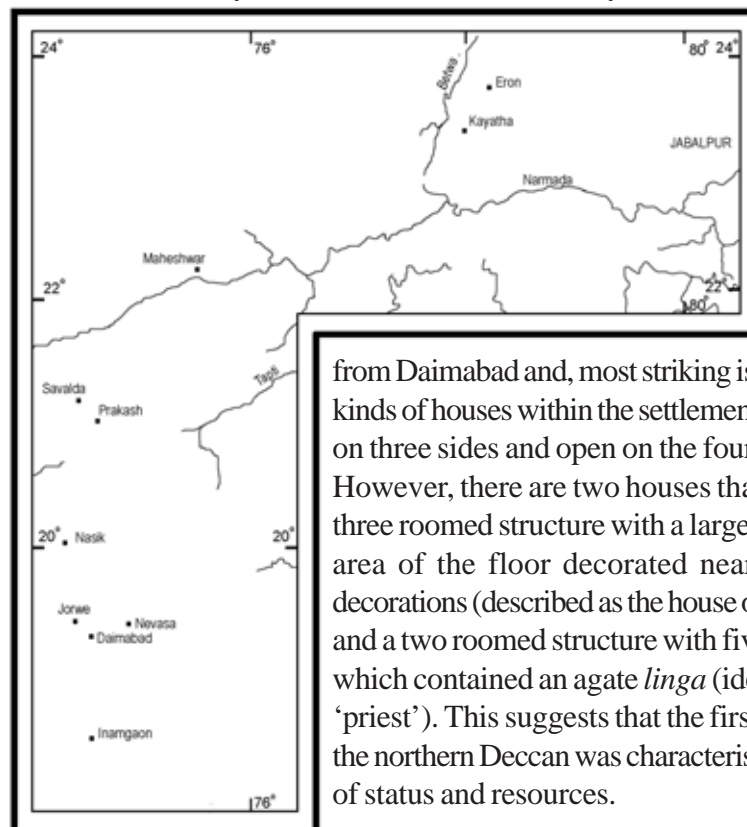 24°
76°
80° 24°
Betwa
Eron
Kayatha
JABALPUR
Narmada
Maheshwar
22°
22°
80°
Tapti
Savalda
Prakash
20°
Nasik
20°
Jorwe
Nevasa
Daimabad
Inamgaon
76°
from Daimabad and, most striking is
kinds of houses within the settlemen
on three sides and open on the four
However, there are two houses tha
three roomed structure with a large
area of the floor decorated near
decorations (described as the house o
and a two roomed structure with fiv
which contained an agate linga (ide
‘priest’). This suggests that the firs
the northern Deccan was characteris
of status and resources.